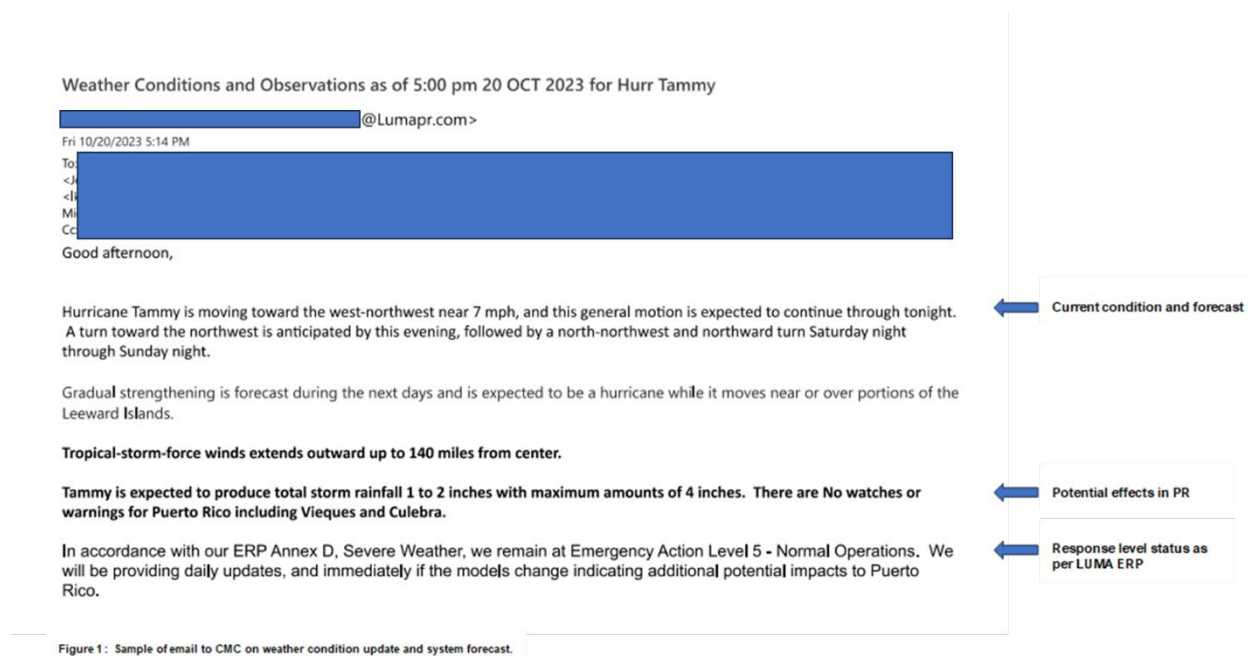 Weather Conditions and Observations as of 5:00 pm 20 OCT 2023 for Hurr Tammy
@Lumapr.com>
Fri 10/20/2023 5:14 PM
To:
Cc:
Good afternoon,
Hurricane Tammy is moving toward the west-northwest near 7 mph, and this general motion is expected to continue through tonight.
A turn toward the northwest is anticipated by this evening, followed by a north-northwest and northward turn Saturday night
through Sunday night.
Current condition and forecast
Gradual strengthening is forecast during the next days and is expected to be a hurricane while it moves near or over portions of the
Leeward Islands.
Tropical-storm-force winds extends outward up to 140 miles from center.
Tammy is expected to produce total storm rainfall 1 to 2 inches with maximum amounts of 4 inches. There are No watches or
warnings for Puerto Rico including Vieques and Culebra.
Potential effects in PR
In accordance with our ERP Annex D, Severe Weather, we remain at Emergency Action Level 5 - Normal Operations. We
will be providing daily updates, and immediately if the models change indicating additional potential impacts to Puerto
Rico.
Response level status as
per LUMA ERP
Figure 1: Sample of email to CMC on weather condition update and system forecast.